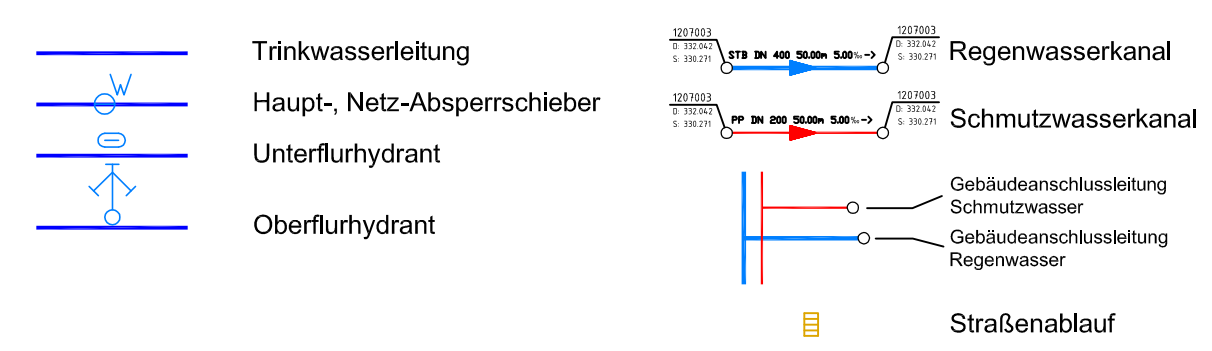 Trinkwasserleitung
W
Haupt-, Netz-Absperrschieber
Unterflurhydrant
Oberflurhydrant
1207003
D: 332.042
S: 330.271
STB DN 400 50.00m 5.00‰->
1207003
D: 332.042
S: 330.271
Regenwasserkanal
1207003
D: 332.042
S: 330.271
PP DN 200 50.00m 5.00‰->
1207003
D: 332.042
S: 330.271
Schmutzwasserkanal
Gebäudeanschlussleitung
Schmutzwasser
Gebäudeanschlussleitung
Regenwasser
Straßenablauf